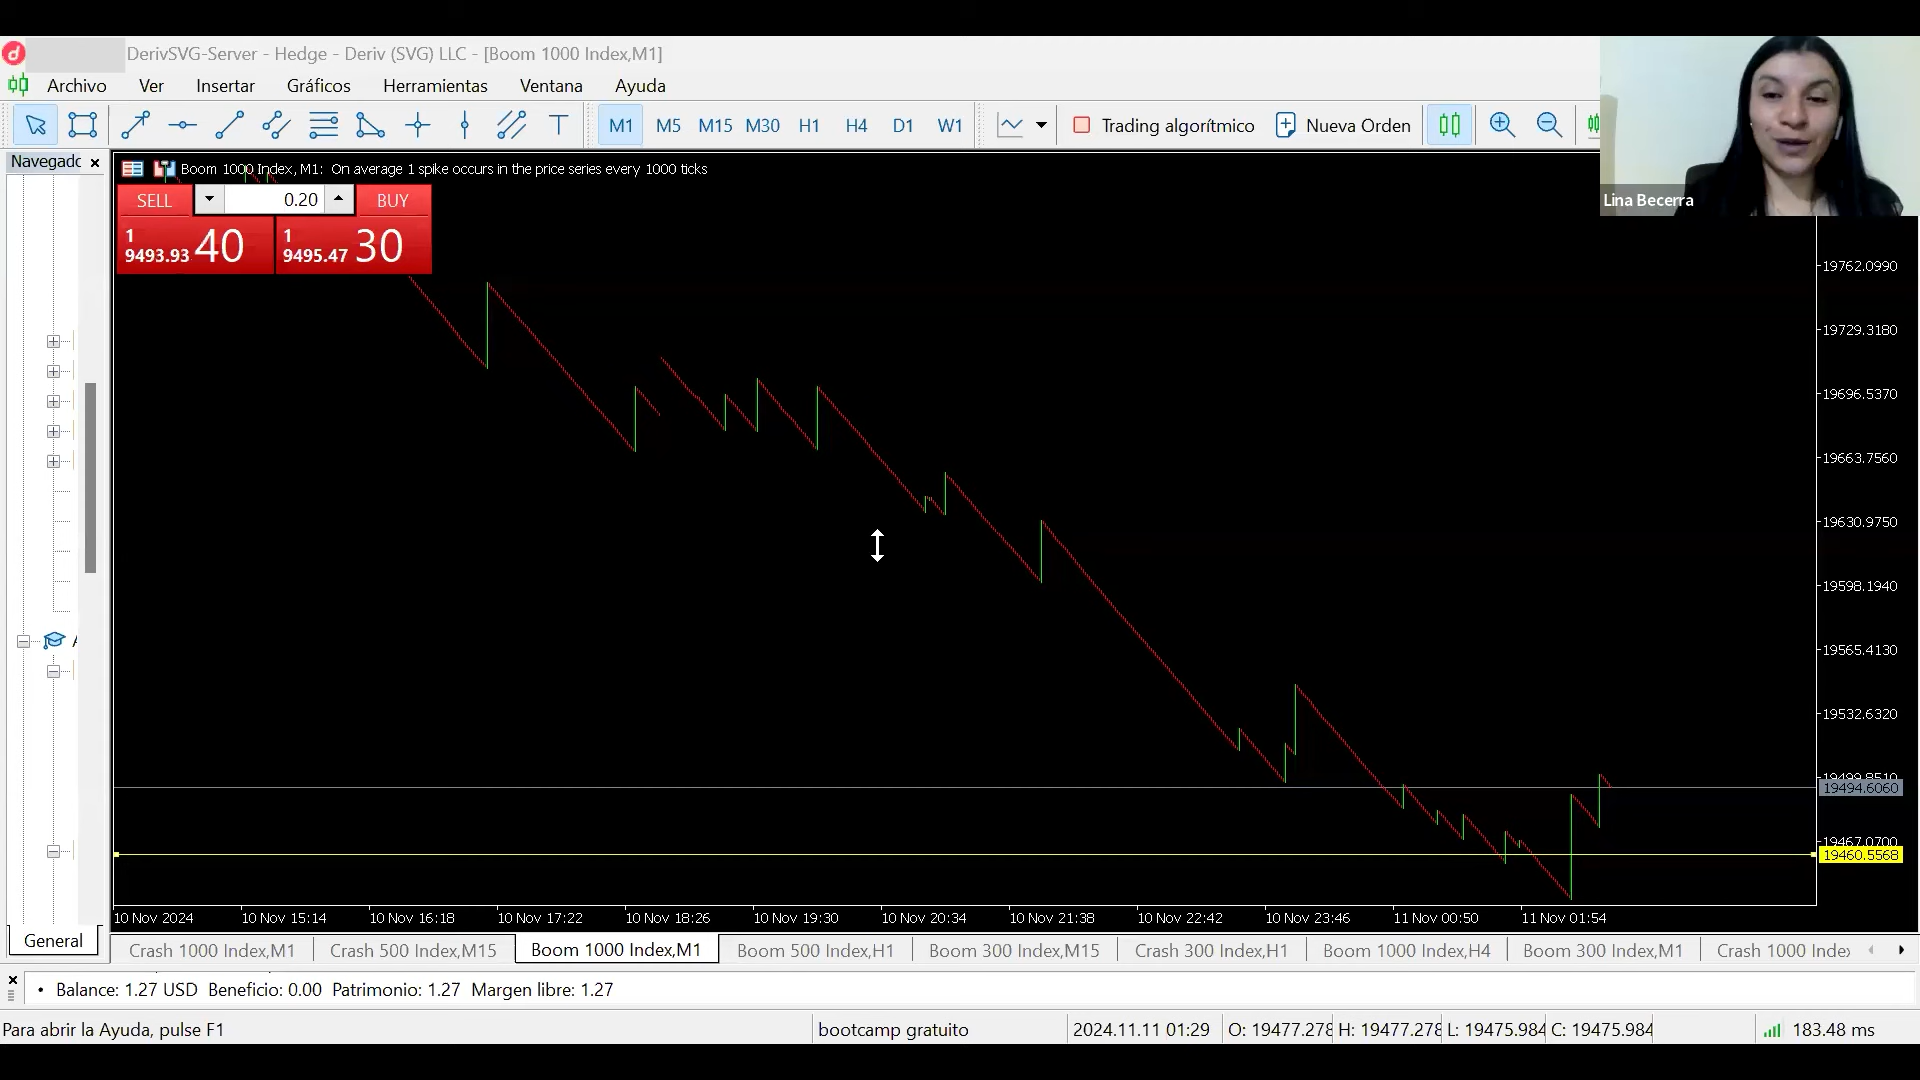 DerivSVG-Server - Hedge - Deriv (SVG) LLC - [Boom 1000 Index,M1]
Archivo Ver Insertar Gráficos Herramientas Ventana Ayuda
M1 M5 M15 M30 H1 H4 D1 W1 Trading algorítmico Nueva Orden
Lina Becerra
Boom 1000 Index, M1: On average 1 spike occurs in the price series every 1000 ticks
SELL 0.20 BUY
1 9493.93 40 1 9495.47 30
19762.0990
19729.3180
19696.5370
19663.7560
19630.9750
19598.1940
19565.4130
19532.6320
19499.8510
19494.6060
19467.0700
19460.5568
10 Nov 2024 10 Nov 15:14 10 Nov 16:18 10 Nov 17:22 10 Nov 18:26 10 Nov 19:30 10 Nov 20:34 10 Nov 21:38 10 Nov 22:42 10 Nov 23:46 11 Nov 00:50 11 Nov 01:54
General
Crash 1000 Index,M1 Crash 500 Index,M15 Boom 1000 Index,M1 Boom 500 Index,H1 Boom 300 Index,M15 Crash 300 Index,H1 Boom 1000 Index,H4 Boom 300 Index,M1 Crash 1000 Index
Balance: 1.27 USD Beneficio: 0.00 Patrimonio: 1.27 Margen libre: 1.27
Para abrir la Ayuda, pulse F1 bootcamp gratuito 2024.11.11 01:29 O: 19477.278 H: 19477.278 L: 19475.984 C: 19475.984 183.48 ms